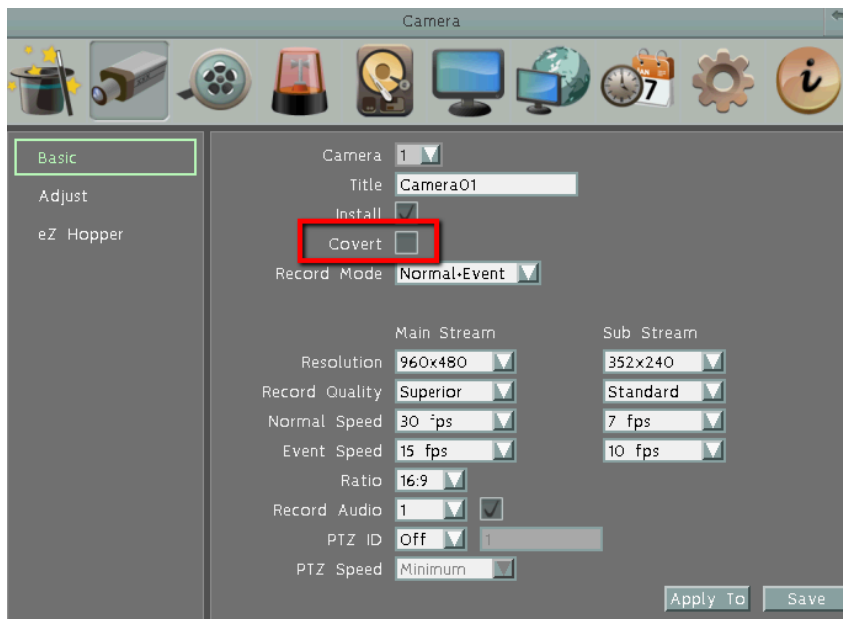 Camera
JAN 07
7
i
Basic
Adjust
eZ Hopper
Camera 1
Title Camera01
Install
Covert
Record Mode Normal+Event
Main Stream Sub Stream
Resolution 960x480 352x240
Record Quality Superior Standard
Normal Speed 30 fps 7 fps
Event Speed 15 fps 10 fps
Ratio 16:9
Record Audio 1
PTZ ID Off 1
PTZ Speed Minimum
Apply To Save